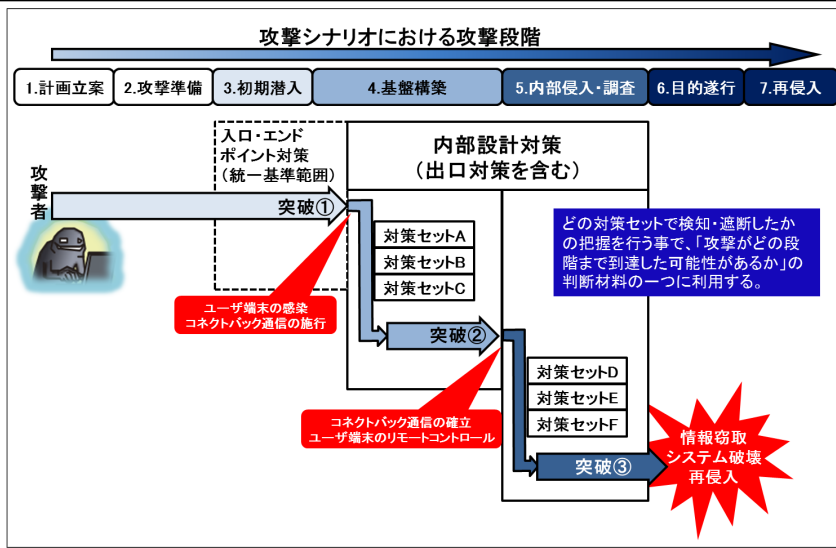 攻撃シナリオにおける攻撃段階
1.計画立案
2.攻撃準備
3.初期潜入
4.基盤構築
5.内部侵入・調査
6.目的遂行
7.再侵入
入口・エンド
ポイント対策
(統一基準範囲)
内部設計対策
(出口対策を含む)
攻撃者
突破①
対策セットA
対策セットB
対策セットC
どの対策セットで検知・遮断したか
の把握を行う事で、「攻撃がどの段
階まで到達した可能性があるか」の
判断材料の一つに利用する。
ユーザ端末の感染
コネクトバック通信の施行
突破②
対策セットD
対策セットE
対策セットF
コネクトバック通信の確立
ユーザ端末のリモートコントロール
突破③
情報窃取
システム破壊
再侵入